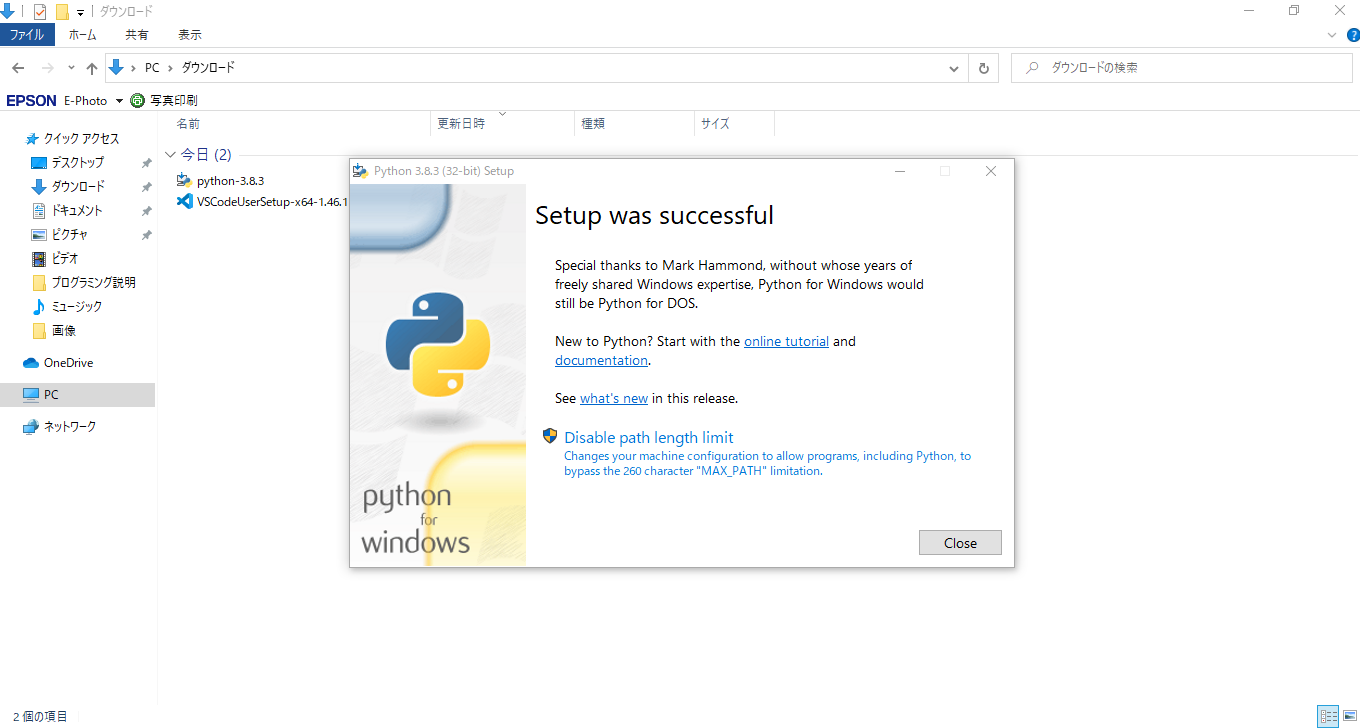 ダウンロード
ファイル ホーム 共有 表示
PC ダウンロード ダウンロードの検索
EPSON E-Photo 写真印刷
名前 更新日時 種類 サイズ
クイック アクセス
デスクトップ
ダウンロード
ドキュメント
ピクチャ
ビデオ
プログラミング説明
ミュージック
画像
OneDrive
PC
ネットワーク
今日 (2)
python-3.8.3
VSCodeUserSetup-x64-1.46.1
Python 3.8.3 (32-bit) Setup
Setup was successful
Special thanks to Mark Hammond, without whose years of
freely shared Windows expertise, Python for Windows would
still be Python for DOS.
New to Python? Start with the online tutorial and
documentation.
See what's new in this release.
Disable path length limit
Changes your machine configuration to allow programs, including Python, to
bypass the 260 character "MAX_PATH" limitation.
python
for
windows
Close
2 個の項目